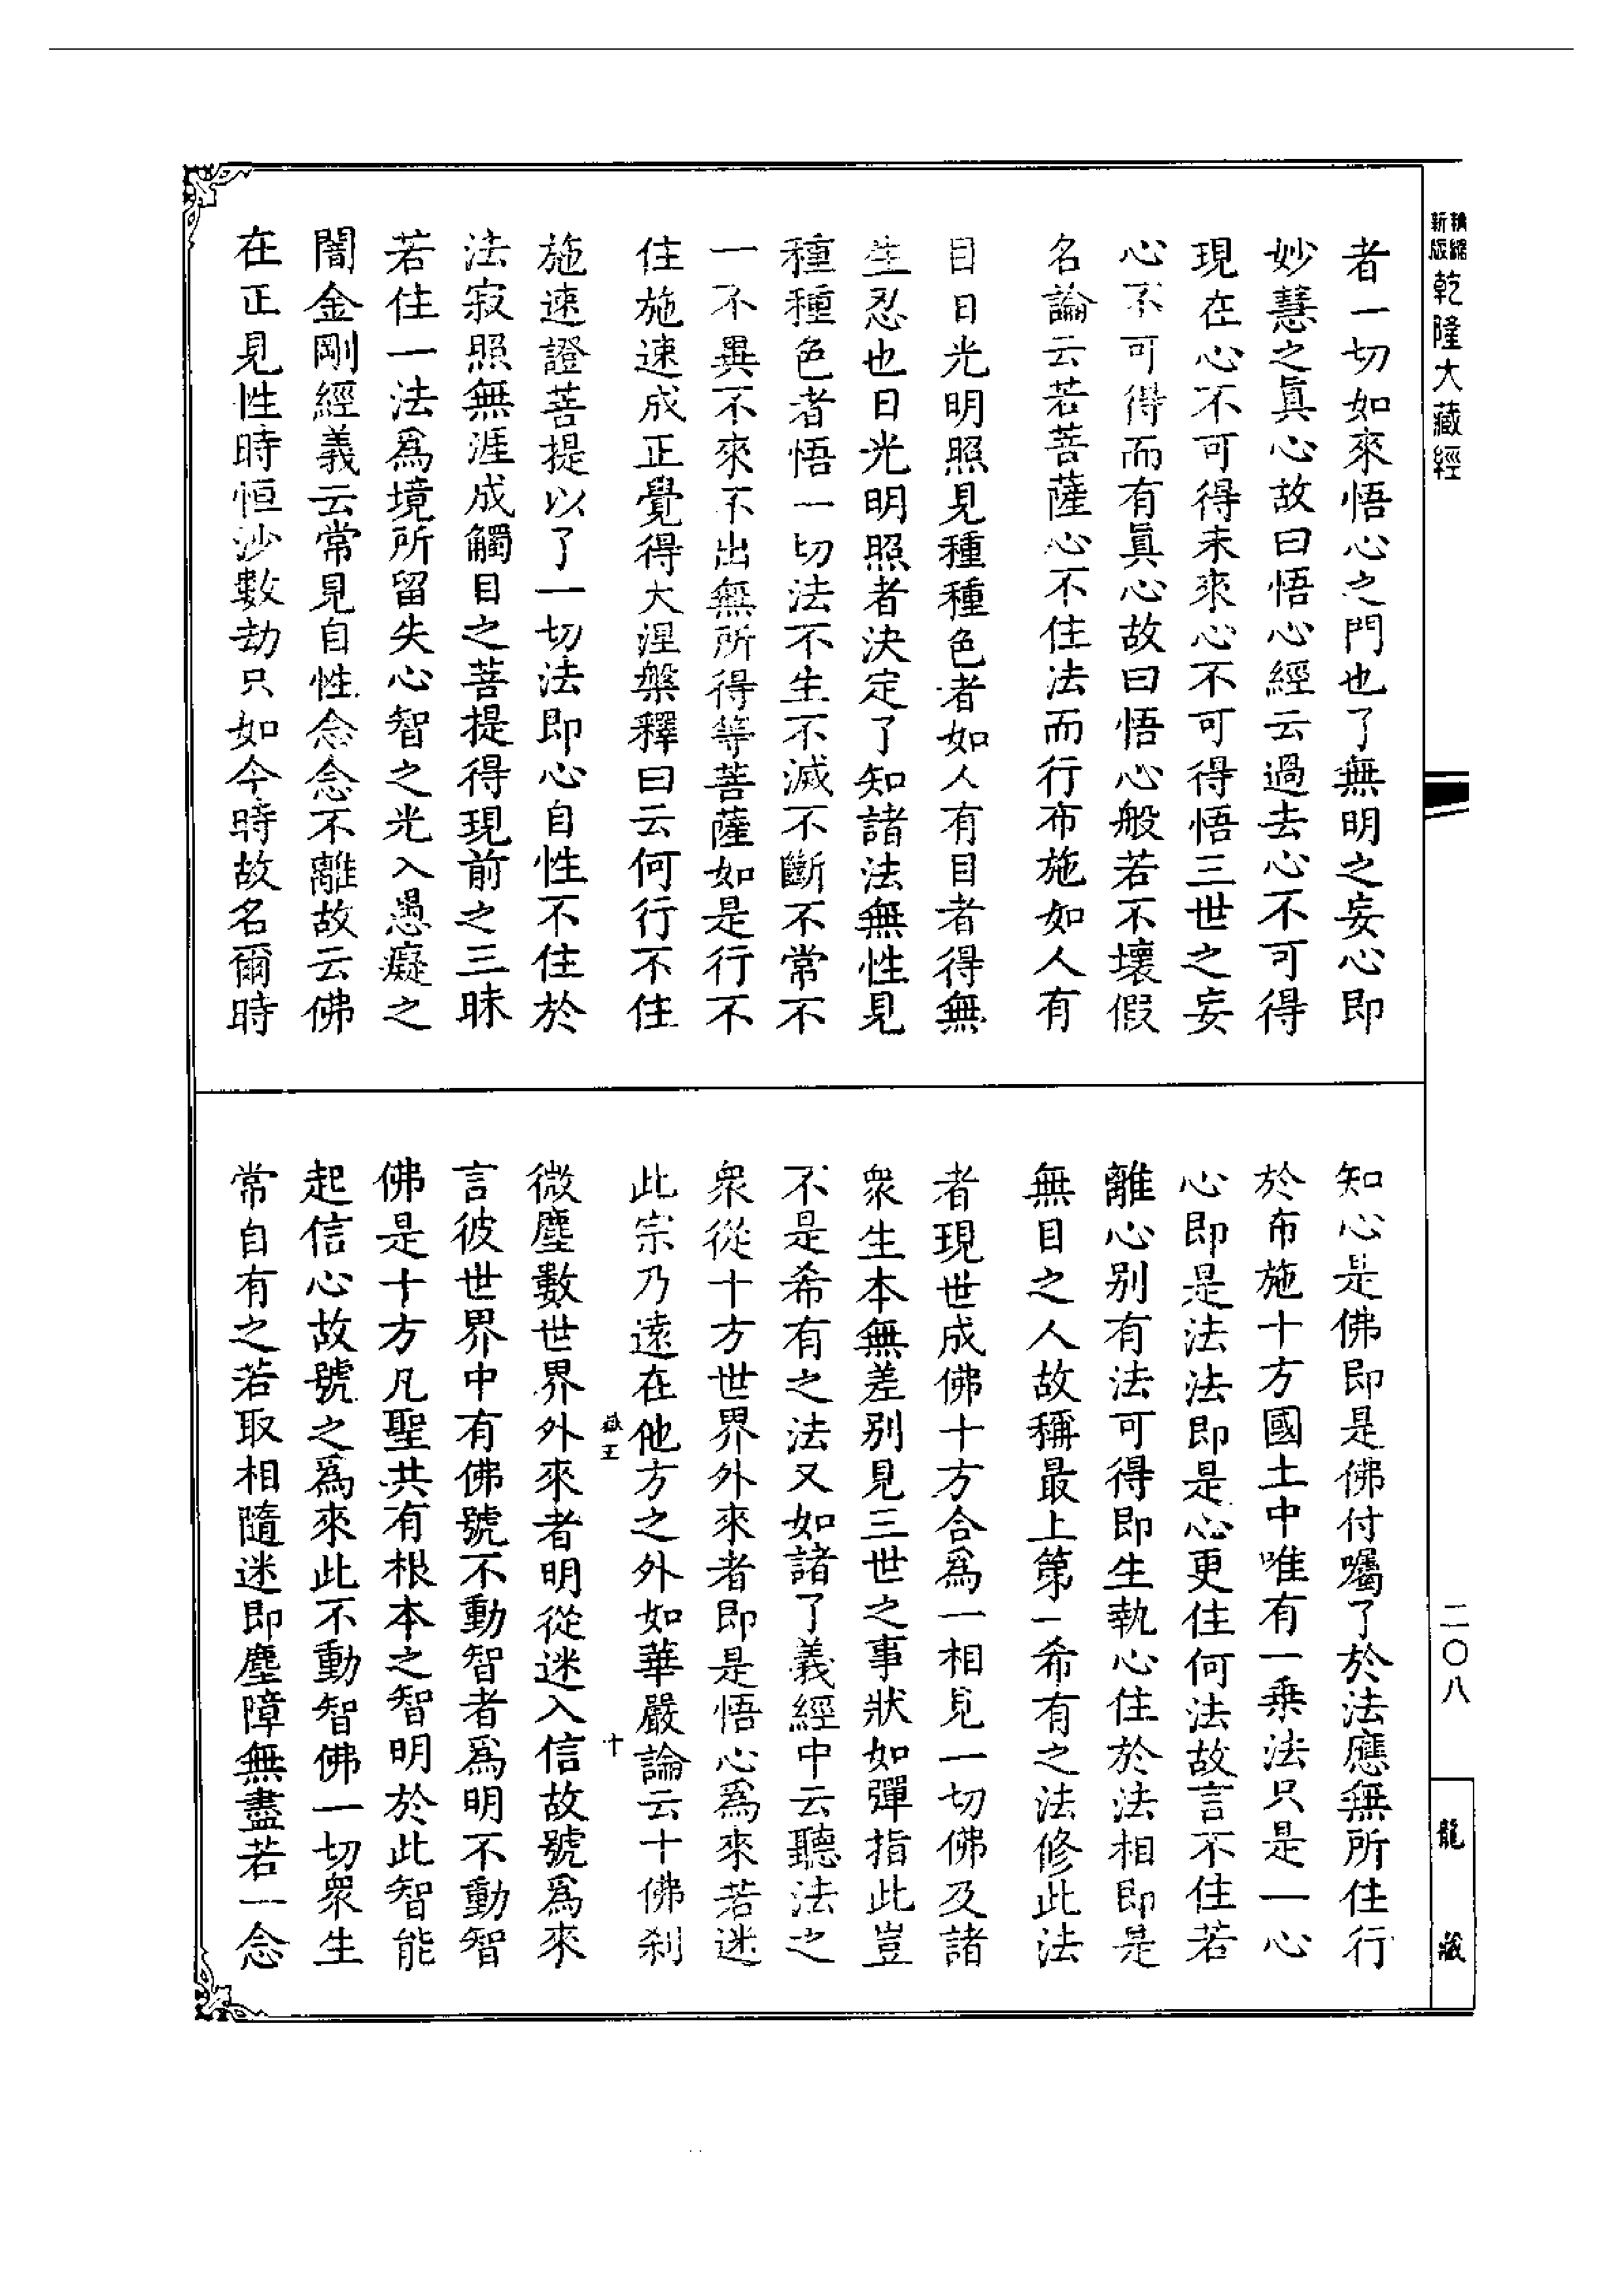 精縮新版
乾隆大藏經
者一切如來悟心之門也了無明之妄心即
妙慧之眞心故曰悟心經云過去心不可得
現在心不可得未來心不可得悟三世之妄
心不可得而有眞心故曰悟心般若不壞假
名論云若菩薩心不住法而行布施如人有
目日光明照見種種色者如人有目者得無
生忍也日光明照者決定了知諸法無性見
種種色者悟一切法不生不滅不斷不常不
一不異不來不出無所得等菩薩如是行不
住施速成正覺得大涅槃釋曰云何行不住
施速證菩提以了一切法即心自性不住於
法寂照無涯成觸目之菩提得現前之三昧
若住一法爲境所留失心智之光入愚癡之
闇金剛經義云常見自性念念不離故云佛
在正見性時恒沙數劫只如今時故名爾時
知心是佛即是佛付囑了於法應無所住行
於布施十方國土中唯有一乗法只是一心
心即是法法即是心更住何法故言不住若
離心别有法可得即生執心住於法相即是
無目之人故稱最上第一希有之法修此法
者現世成佛十方合爲一相見一切佛及諸
衆生本無差别見三世之事狀如彈指此豈
不是希有之法又如諸了義經中云聽法之
衆從十方世界外來者即是悟心爲來若迷
此宗乃遠在他方之外如華嚴論云十佛刹
微塵數世界外來者明從迷入信故號爲來
言彼世界中有佛號不動智者爲明不動智
佛是十方凡聖共有根本之智明於此智能
起信心故號之爲來此不動智佛一切衆生
常自有之若取相隨迷即塵障無盡若一念
十
二〇八
龍藏